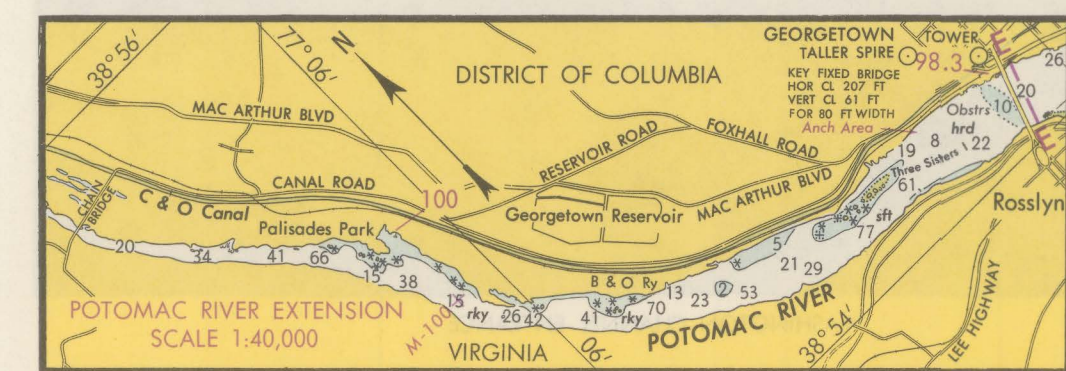 GEORGETOWN TOWER
TALLER SPIRE
98.3
E
26
38°56'
77°06'
N
DISTRICT OF COLUMBIA
KEY FIXED BRIDGE
HOR CL 207 FT
VERT CL 61 FT
FOR 80 FT WIDTH
Anch Area
20
Obstrs
10
hrd
E
MAC ARTHUR BLVD
RESERVOIR ROAD
FOXHALL ROAD
19
8
22
Three Sisters
1
CANAL ROAD
MAC ARTHUR BLVD
61
CHAIN
BRIDGE
C & O Canal
100
Georgetown Reservoir
sft
77
Rosslyn
Palisades Park
20
34
41
66
15
38
5
21
29
B & O Ry
13
23
2
53
15
rky
26
42
41
rky
70
POTOMAC RIVER
POTOMAC RIVER EXTENSION
SCALE 1:40,000
M-100.5
VIRGINIA
06'
38°54'
LEE HIGHWAY